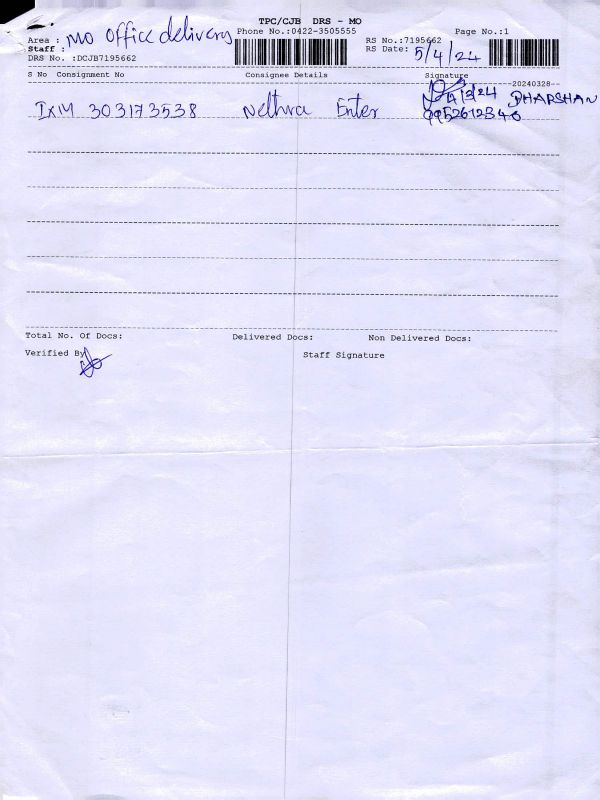 TPC/CJB DRS - MO
Area : MO Office delivery Phone No.:0422-3505555 RS No.:7195662 Page No.:1
Staff : RS Date: 5/4/24
DRS No. :DCJB7195662
S No Consignment No Consignee Details Signature
--20240328--
IXM 303173538 Nethra Enter /24 DHARSHAN
9952612340
Total No. Of Docs: Delivered Docs: Non Delivered Docs:
Verified By
Staff Signature